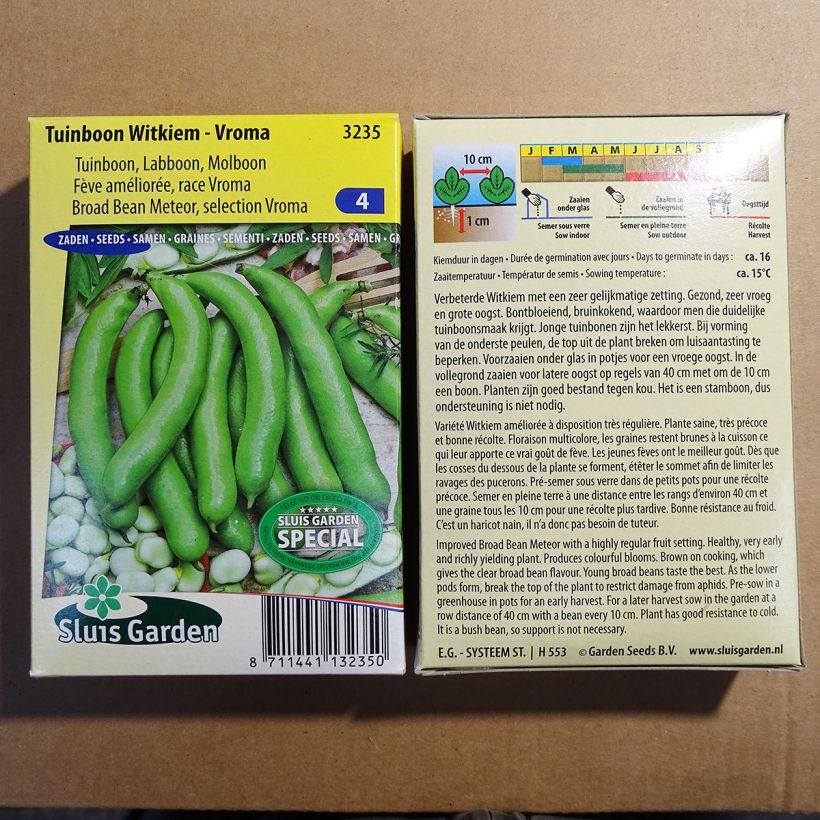 Tuinboon Witkiem - Vroma 3235
Tuinboon, Labboon, Molboon
Fève améliorée, race Vroma
Broad Bean Meteor, selection Vroma
4
ZADEN • SEEDS • SAMEN • GRAINES • SEMENTI • ZADEN • SEEDS • SAMEN • GR
SELECTED ON EXCELLENCE
SLUIS GARDEN
SPECIAL
Sluis Garden
8 711441 132350
J F M A M J J A S
10 cm
1 cm
Zaaien
onder glas
Semer sous verre
Sow indoor
Zaaien in
de vollegrond
Semer en pleine terre
Sow outdoor
Oogsttijd
Récolte
Harvest
Kiemduur in dagen • Durée de germination avec jours • Days to germinate in days : ca. 16
Zaaitemperatuur • Températur de semis • Sowing temperature : ca. 15°C
Verbeterde Witkiem met een zeer gelijkmatige zetting. Gezond, zeer vroeg
en grote oogst. Bontbloeiend, bruinkokend, waardoor men die duidelijke
tuinboonsmaak krijgt. Jonge tuinbonen zijn het lekkerst. Bij vorming
van de onderste peulen, de top uit de plant breken om luisaantasting te
beperken. Voorzaaien onder glas in potjes voor een vroege oogst. In de
vollegrond zaaien voor latere oogst op regels van 40 cm met om de 10 cm
een boon. Planten zijn goed bestand tegen kou. Het is een stamboon, dus
ondersteuning is niet nodig.
Variété Witkiem améliorée à disposition très régulière. Plante saine, très précoce
et bonne récolte. Floraison multicolore, les graines restent brunes à la cuisson ce
qui leur apporte ce vrai goût de fève. Les jeunes fèves ont le meilleur goût. Dès que
les cosses du dessous de la plante se forment, étêter le sommet afin de limiter les
ravages des pucerons. Pré-semer sous verre dans de petits pots pour une récolte
précoce. Semer en pleine terre à une distance entre les rangs d'environ 40 cm et
une graine tous les 10 cm pour une récolte plus tardive. Bonne résistance au froid.
C'est un haricot nain, il n'a donc pas besoin de tuteur.
Improved Broad Bean Meteor with a highly regular fruit setting. Healthy, very early
and richly yielding plant. Produces colourful blooms. Brown on cooking, which
gives the clear broad bean flavour. Young broad beans taste the best. As the lower
pods form, break the top of the plant to restrict damage from aphids. Pre-sow in a
greenhouse in pots for an early harvest. For a later harvest sow in the garden at a
row distance of 40 cm with a bean every 10 cm. Plant has good resistance to cold.
It is a bush bean, so support is not necessary.
E.G. - SYSTEEM ST. | H 553 © Garden Seeds B.V. www.sluisgarden.nl